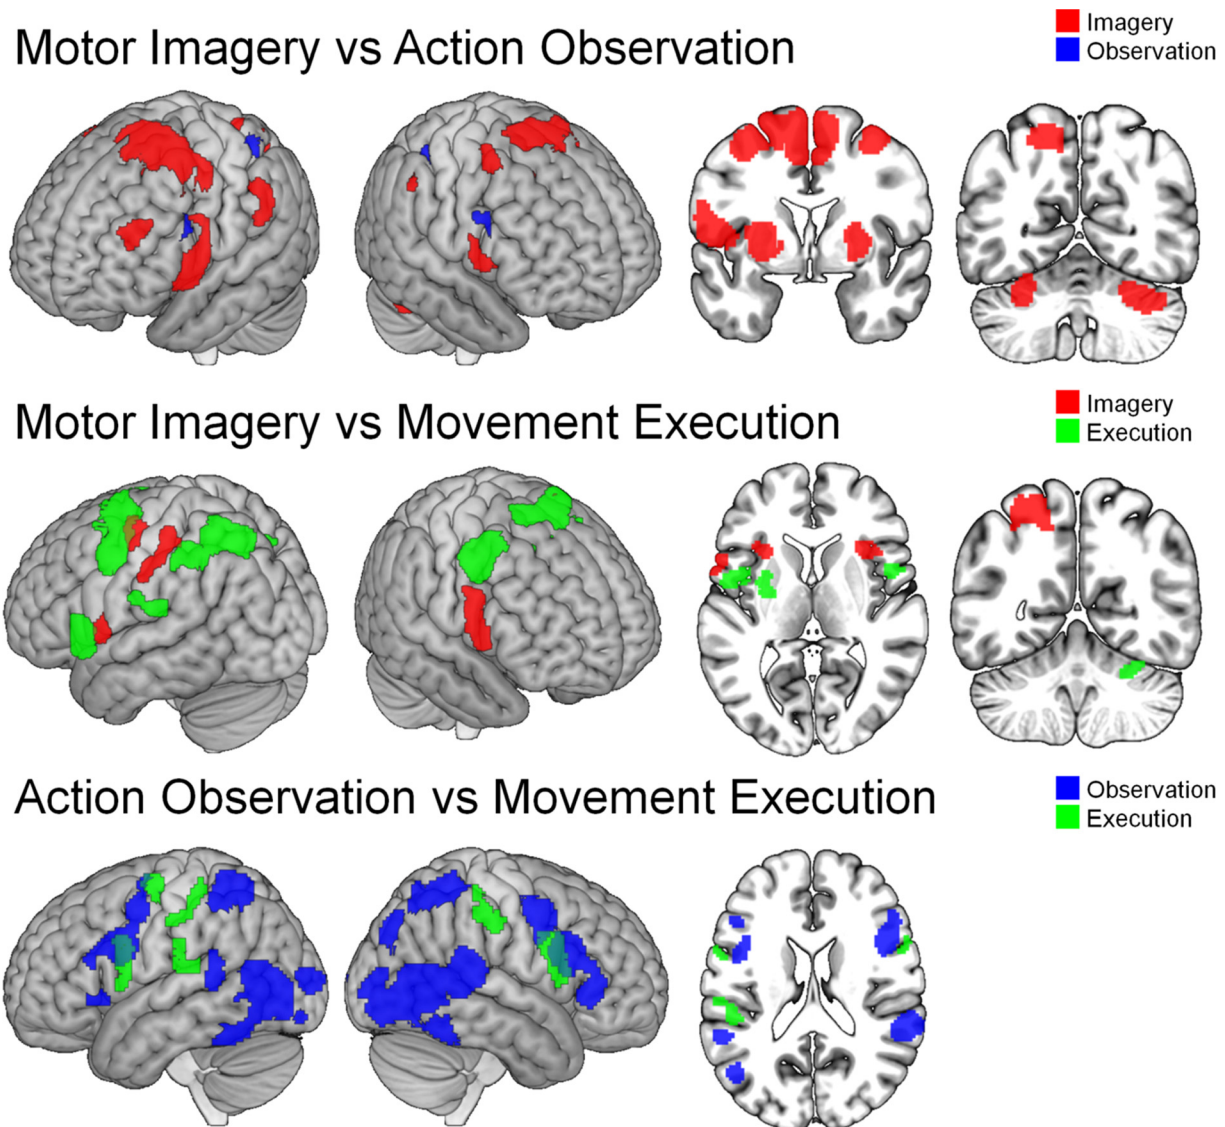 Motor Imagery vs Action Observation
Imagery
Observation
Motor Imagery vs Movement Execution
Imagery
Execution
Action Observation vs Movement Execution
Observation
Execution